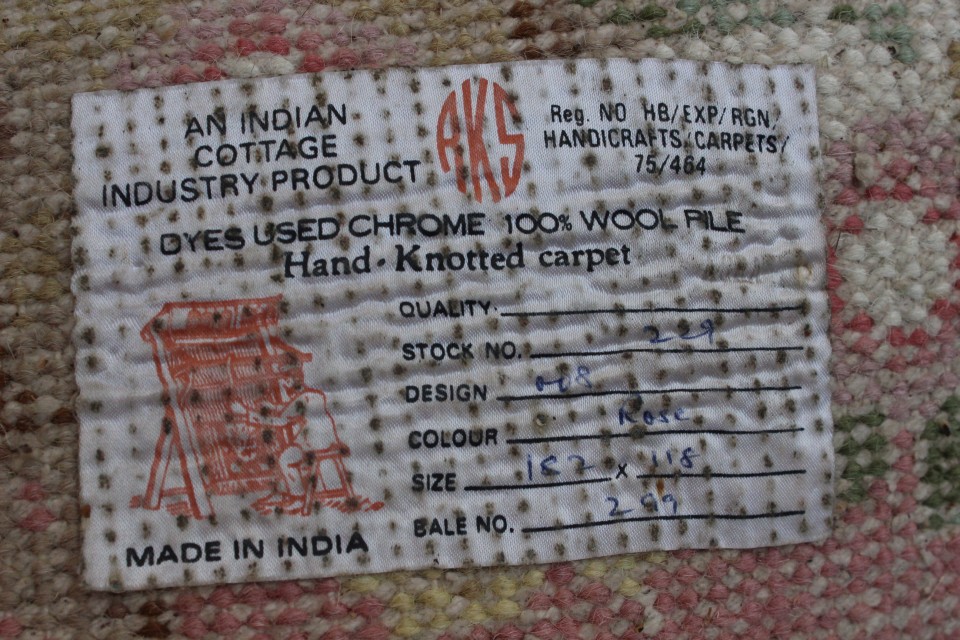 AN INDIAN
COTTAGE
INDUSTRY PRODUCT
AKS
Reg. NO HB/EXP/RGN/
HANDICRAFTS/CARPETS/
75/464
DYES USED CHROME 100% WOOL PILE
Hand-Knotted carpet
QUALITY.
STOCK NO. 229
DESIGN
COLOUR Rose
SIZE 182 x 118
BALE NO. 299
MADE IN INDIA